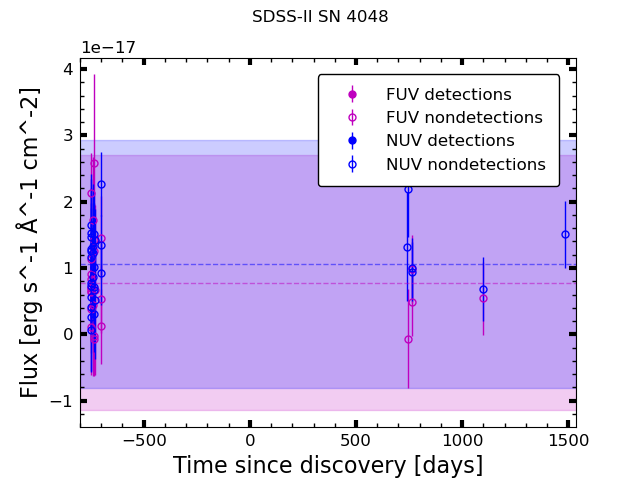 SDSS-II SN 4048
1e−17
FUV detections
FUV nondetections
NUV detections
NUV nondetections
4
3
2
1
0
−1
Flux [erg s^-1 Å^-1 cm^-2]
−500
0
500
1000
1500
Time since discovery [days]